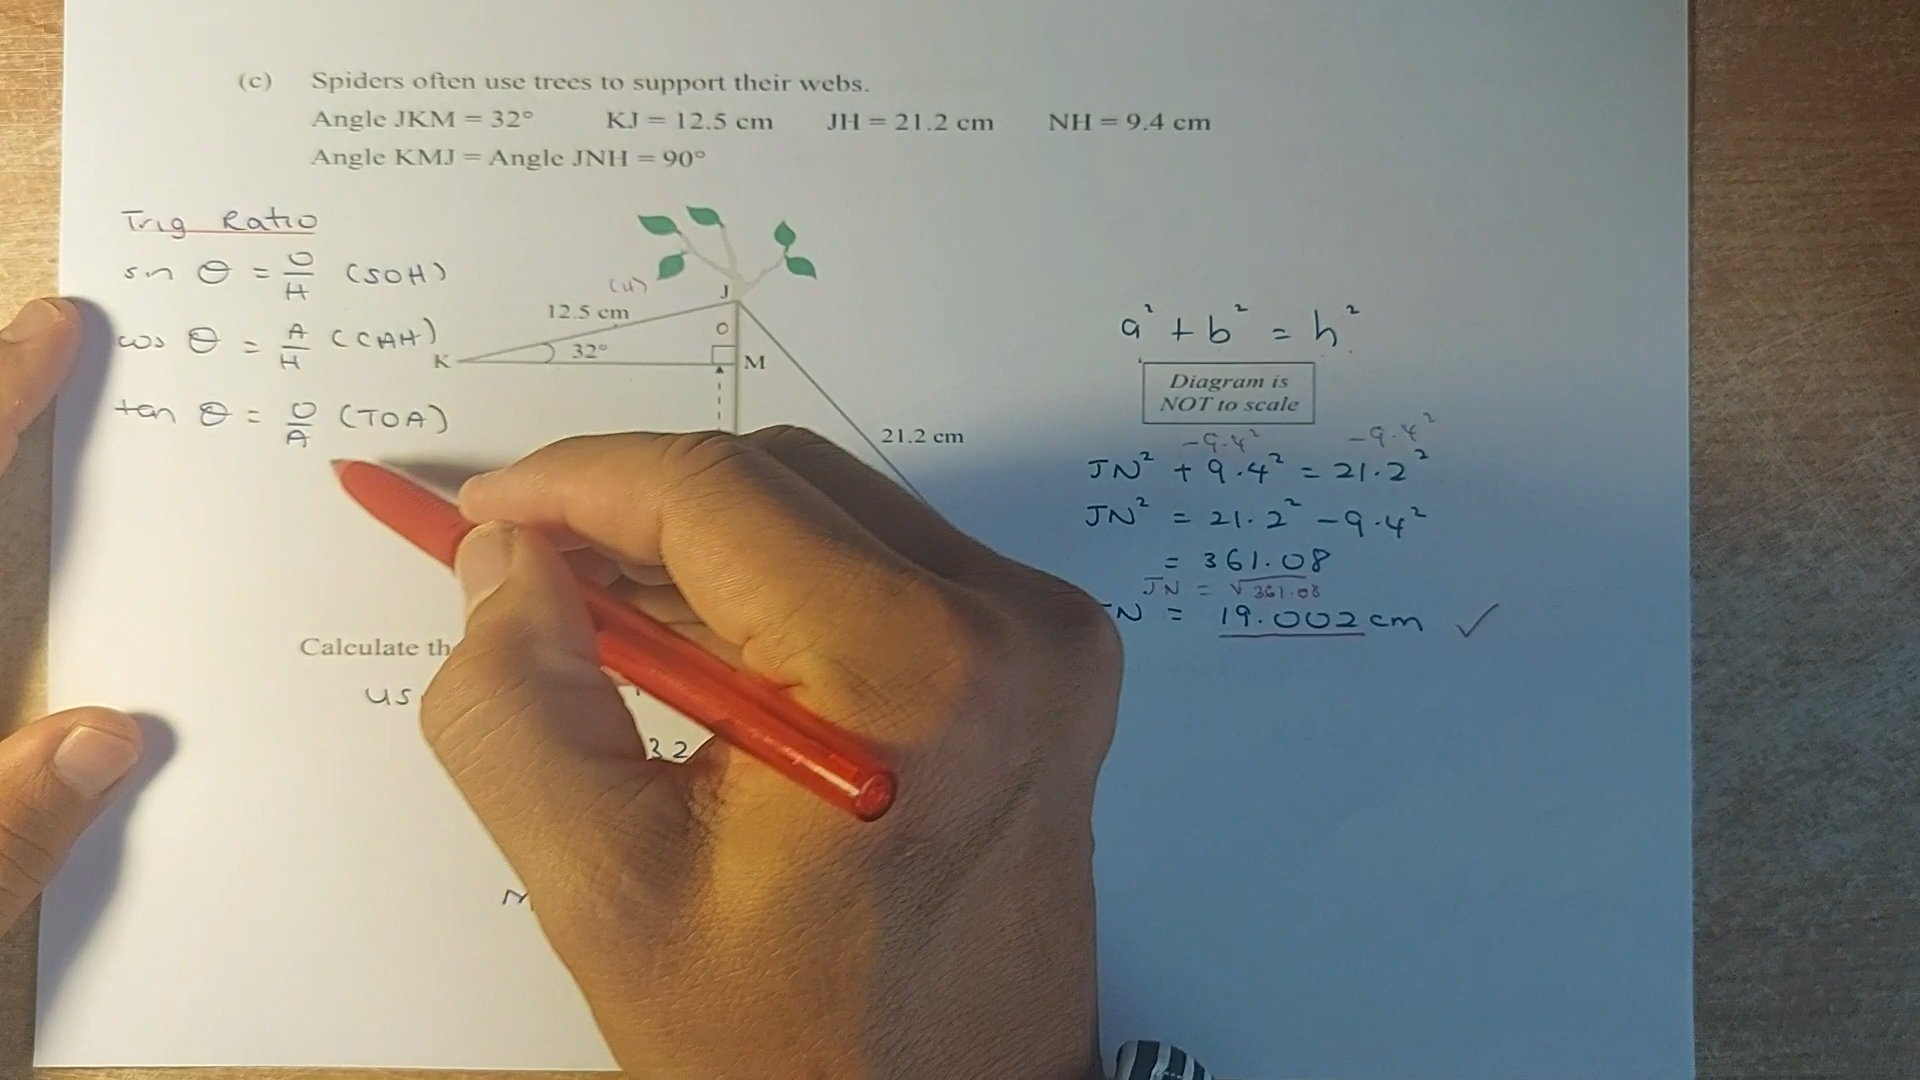 (c) Spiders often use trees to support their webs.
Angle JKM = 32° KJ = 12.5 cm JH = 21.2 cm NH = 9.4 cm
Angle KMJ = Angle JNH = 90°
Trig Ratio
sin θ = O/H (SOH)
cos θ = A/H (CAH)
tan θ = O/A (TOA)
(H)
J
12.5 cm
O
K
32°
M
21.2 cm
a² + b² = h²
Diagram is
NOT to scale
-9.4² -9.4²
JN² + 9.4² = 21.2²
JN² = 21.2² - 9.4²
= 361.08
JN = √361.08
N = 19.002 cm ✓
Calculate th
us
32